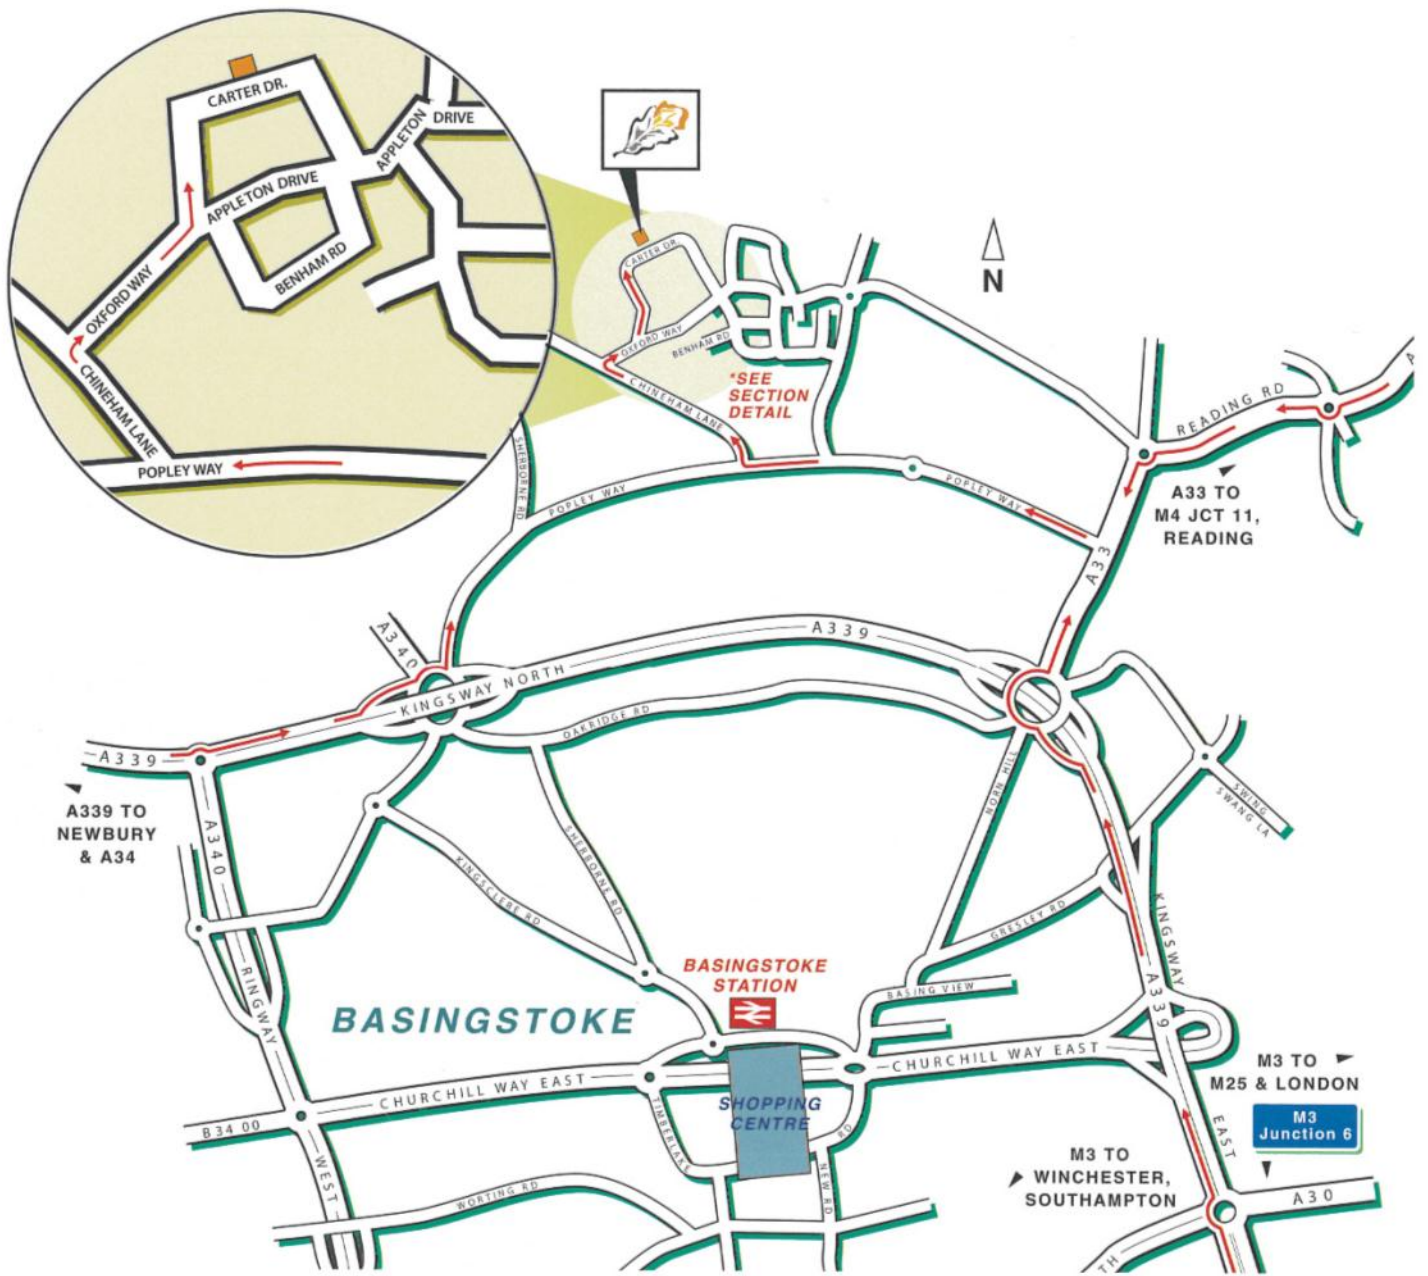 CARTER DR.
APPLETON
DRIVE
APPLETON DRIVE
BENHAM RD
OXFORD WAY
CHINEHAM LANE
POPLEY WAY
CARTER DR.
OXFORD WAY
BENHAM RD
CHINEHAM LANE
*SEE
SECTION
DETAIL
N
READING RD
A33 TO
M4 JCT 11,
READING
SHERBORNE RD
POPLEY WAY
POPLEY WAY
A33
A340
A339
KINGSWAY NORTH
OAKRIDGE RD
A339
A339 TO
NEWBURY
& A34
A340
NORN HILL
SWING
SWANG LA
SHERBORNE RD
KINGSCLERE RD
GRESLEY RD
KINGSWAY
RINGWAY
BASINGSTOKE
STATION
BASING VIEW
BASINGSTOKE
A339
CHURCHILL WAY EAST
CHURCHILL WAY EAST
M3 TO
M25 & LONDON
M3
Junction 6
SHOPPING
CENTRE
B34 00
TIMBERLAKE
RD
EAST
WEST
NEW RD
WORTING RD
M3 TO
WINCHESTER,
SOUTHAMPTON
A30
TH